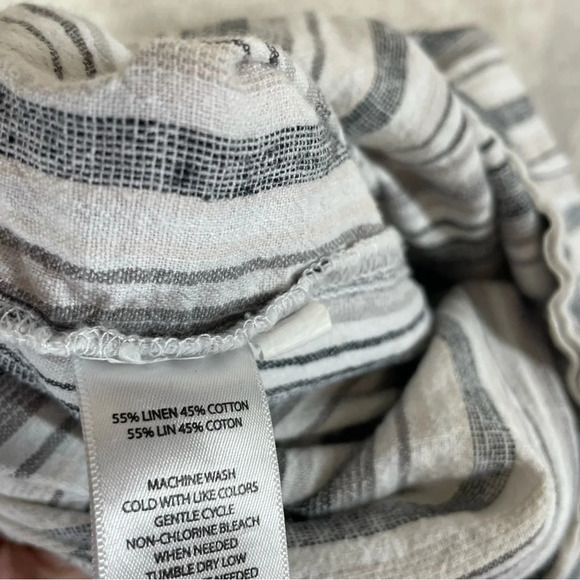 55% LINEN 45% COTTON
55% LIN 45% COTON
MACHINE WASH
COLD WITH LIKE COLORS
GENTLE CYCLE
NON-CHLORINE BLEACH
WHEN NEEDED
TUMBLE DRY LOW
NEEDED